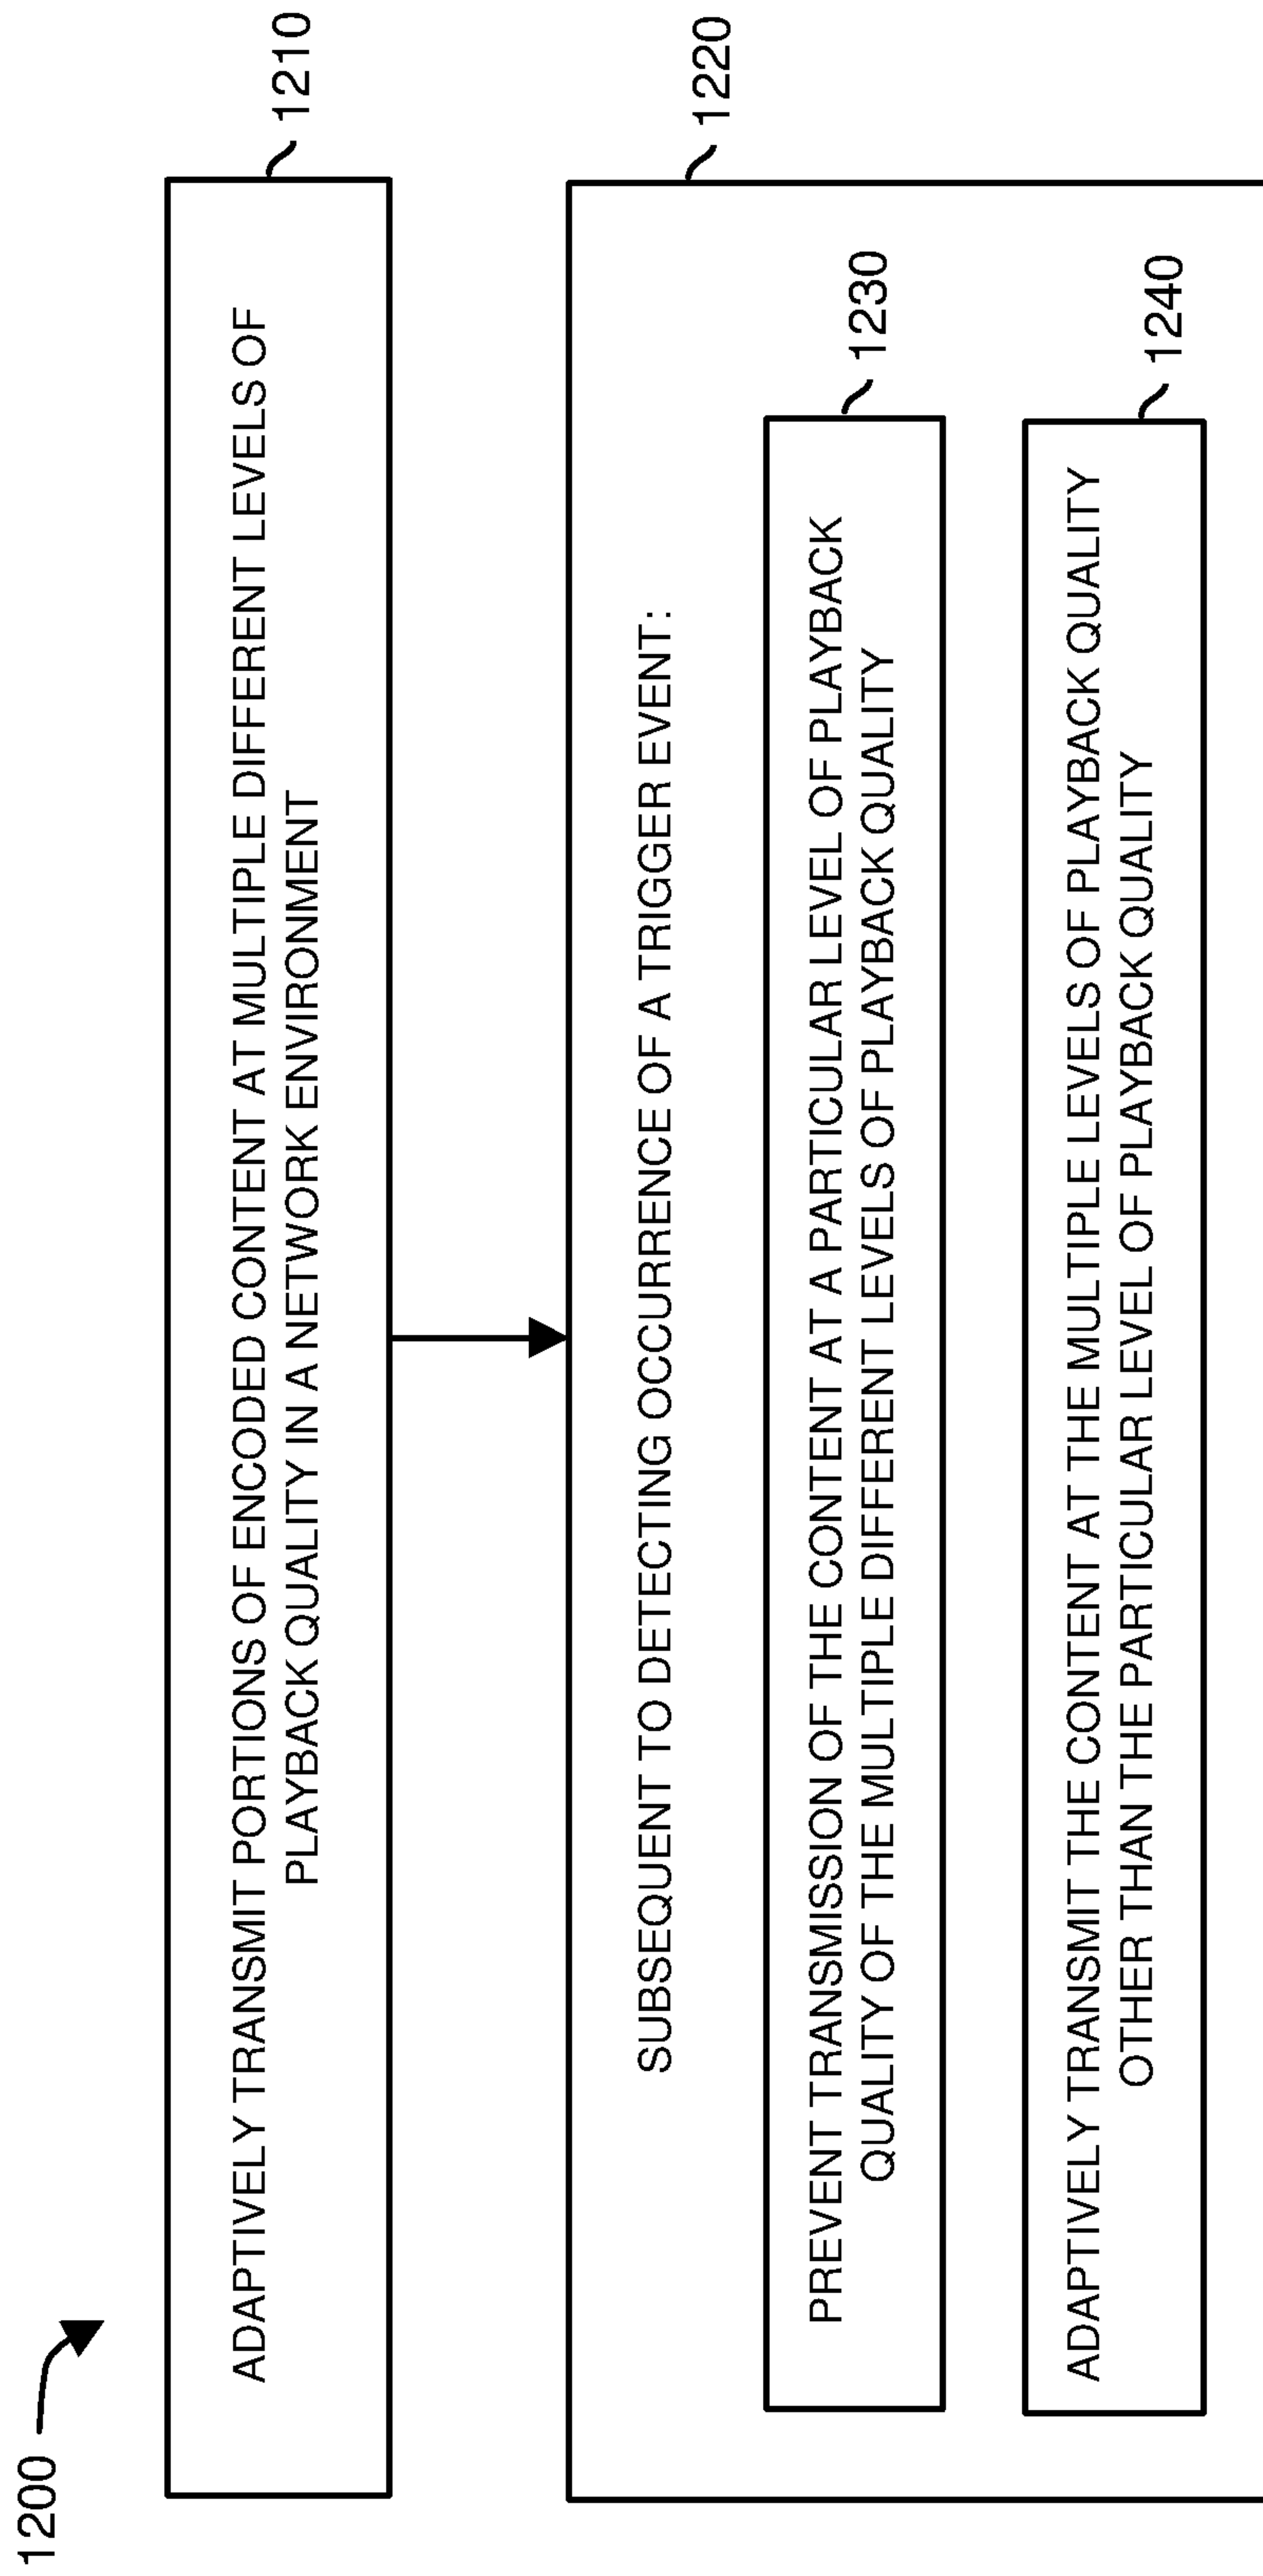 1200
1210
ADAPTIVELY TRANSMIT PORTIONS OF ENCODED CONTENT AT MULTIPLE DIFFERENT LEVELS OF
PLAYBACK QUALITY IN A NETWORK ENVIRONMENT
1220
SUBSEQUENT TO DETECTING OCCURRENCE OF A TRIGGER EVENT:
1230
PREVENT TRANSMISSION OF THE CONTENT AT A PARTICULAR LEVEL OF PLAYBACK
QUALITY OF THE MULTIPLE DIFFERENT LEVELS OF PLAYBACK QUALITY
1240
ADAPTIVELY TRANSMIT THE CONTENT AT THE MULTIPLE LEVELS OF PLAYBACK QUALITY
OTHER THAN THE PARTICULAR LEVEL OF PLAYBACK QUALITY